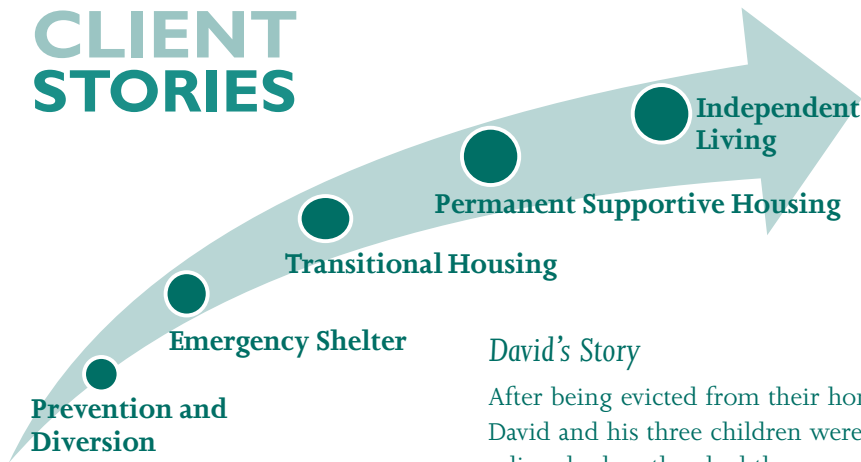 CLIENT
STORIES
Independent
Living
Permanent Supportive Housing
Transitional Housing
Emergency Shelter
Prevention and
Diversion
David's Story
After being evicted from their
David and his three children were